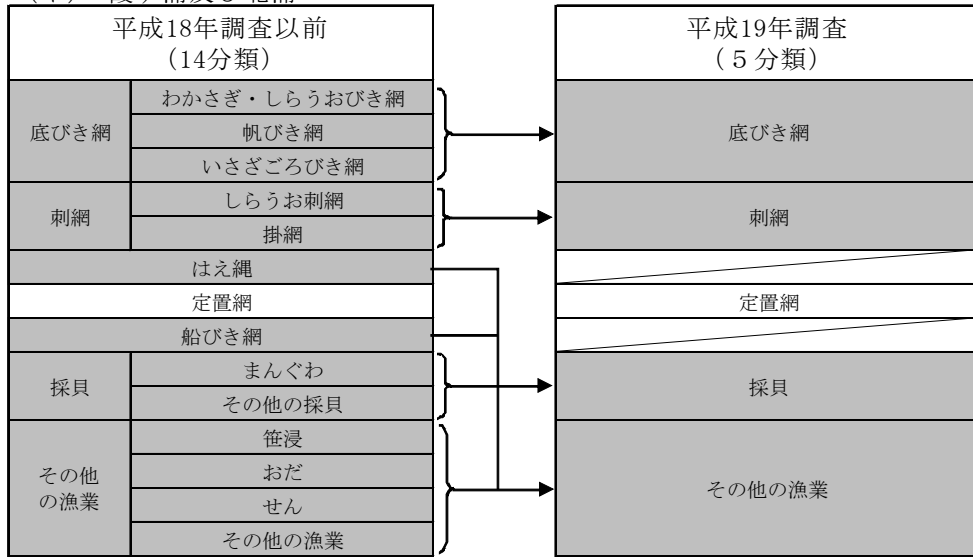 平成18年調査以前
（14分類）
平成19年調査
（５分類）
底びき網
わかさぎ・しらうおびき網
帆びき網
いさざごろびき網
底びき網
刺網
しらうお刺網
掛網
刺網
はえ縄
定置網
定置網
船びき網
採貝
まんぐわ
その他の採貝
採貝
その他
の漁業
笹浸
おだ
せん
その他の漁業
その他の漁業